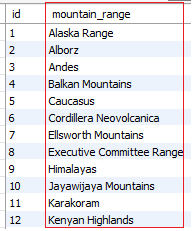 id mountain_range
1 Alaska Range
2 Alborz
3 Andes
4 Balkan Mountains
5 Caucasus
6 Cordillera Neovolcanica
7 Ellsworth Mountains
8 Executive Committee Range
9 Himalayas
10 Jayawijaya Mountains
11 Karakoram
12 Kenyan Highlands